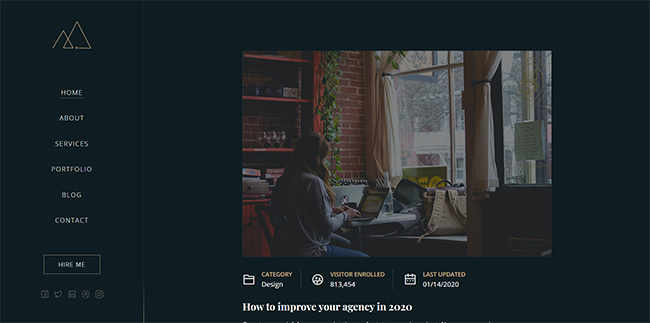 HOME
ABOUT
SERVICES
PORTFOLIO
BLOG
CONTACT
HIRE ME
CATEGORY
Design
VISITOR ENROLLED
813,454
LAST UPDATED
01/14/2020
How to improve your agency in 2020